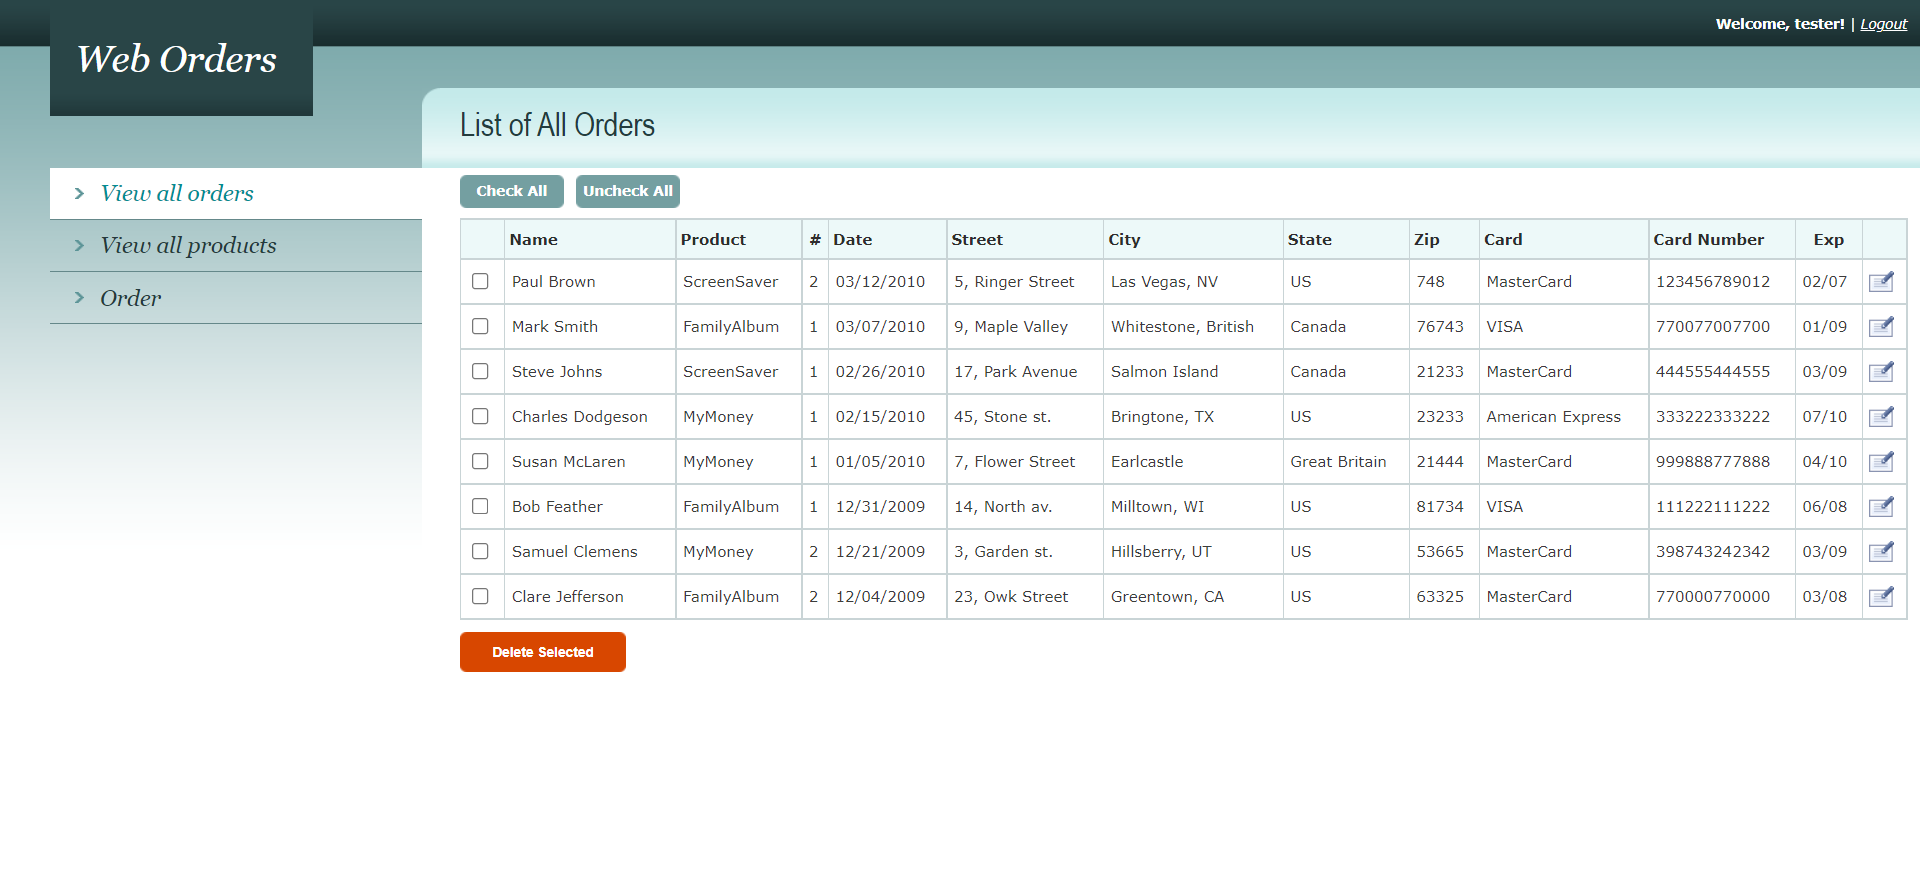 Welcome, tester! | Logout
Web Orders
List of All Orders
View all orders
View all products
Order
Check All Uncheck All
Name Product # Date Street City State Zip Card Card Number Exp
Paul Brown ScreenSaver 2 03/12/2010 5, Ringer Street Las Vegas, NV US 748 MasterCard 123456789012 02/07
Mark Smith FamilyAlbum 1 03/07/2010 9, Maple Valley Whitestone, British Canada 76743 VISA 770077007700 01/09
Steve Johns ScreenSaver 1 02/26/2010 17, Park Avenue Salmon Island Canada 21233 MasterCard 444555444555 03/09
Charles Dodgeson MyMoney 1 02/15/2010 45, Stone st. Bringtone, TX US 23233 American Express 333222333222 07/10
Susan McLaren MyMoney 1 01/05/2010 7, Flower Street Earlcastle Great Britain 21444 MasterCard 999888777888 04/10
Bob Feather FamilyAlbum 1 12/31/2009 14, North av. Milltown, WI US 81734 VISA 111222111222 06/08
Samuel Clemens MyMoney 2 12/21/2009 3, Garden st. Hillsberry, UT US 53665 MasterCard 398743242342 03/09
Clare Jefferson FamilyAlbum 2 12/04/2009 23, Owk Street Greentown, CA US 63325 MasterCard 770000770000 03/08
Delete Selected